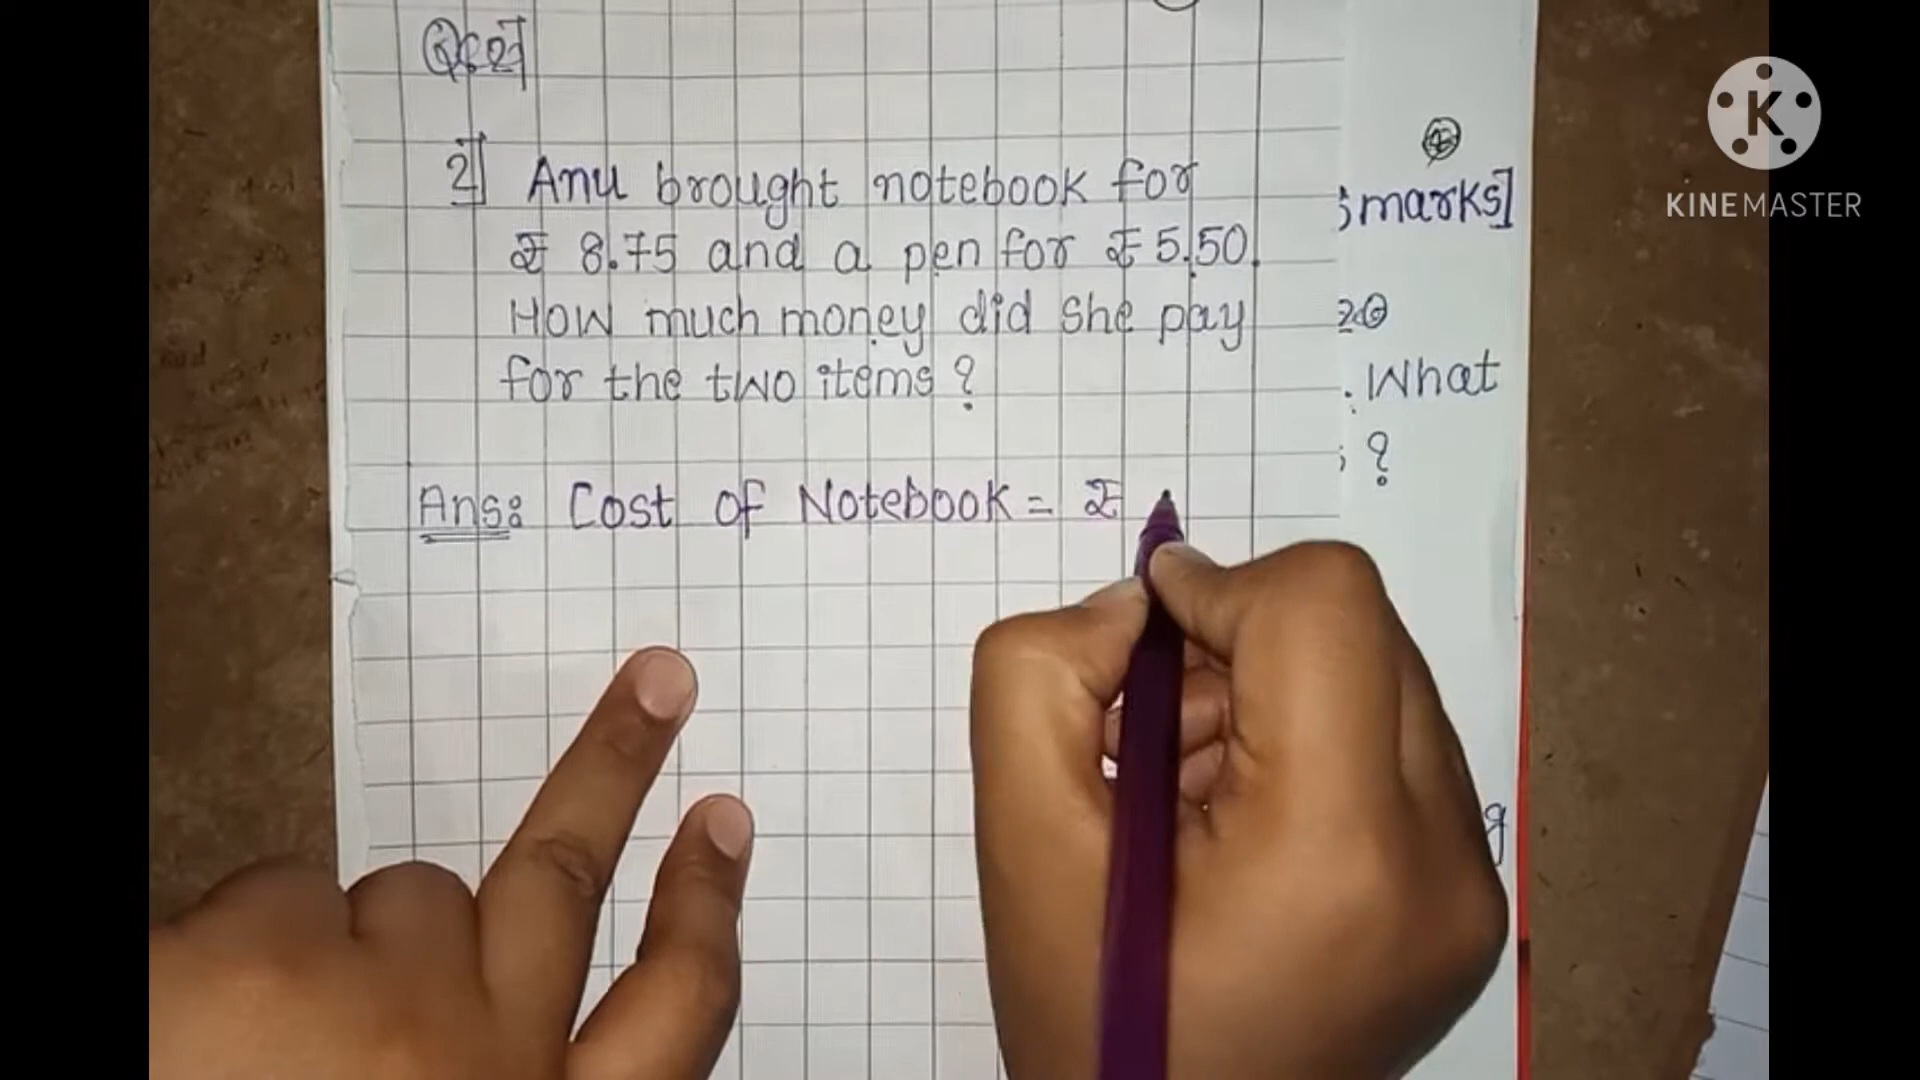 Q.2]
2] Anu brought notebook for
₹ 8.75 and a pen for ₹ 5.50.
How much money did she pay
for the two items ?
Ans: Cost of Notebook = ₹
marks]
. What
?
K
KINEMASTER